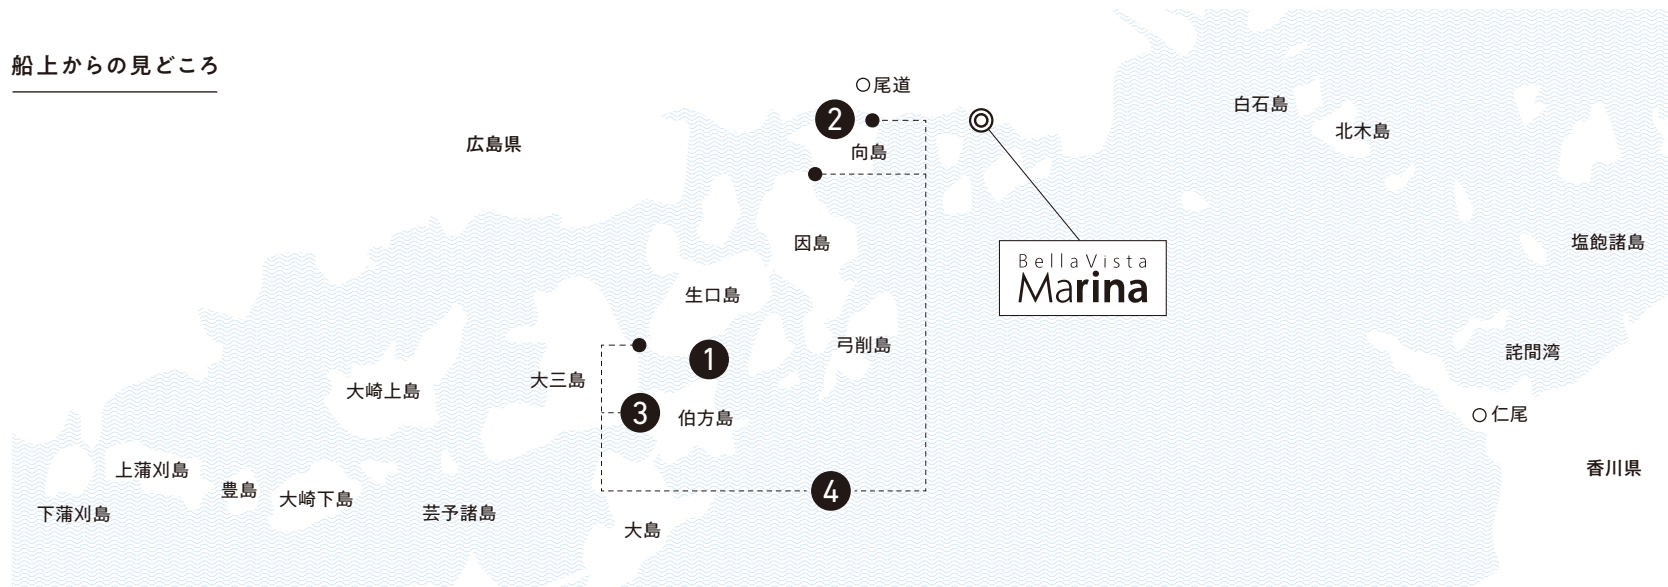 船上からの見どころ
尾道
2
白石島
北木島
広島県
向島
因島
塩飽諸島
BellaVista
Marina
生口島
弓削島
詫間湾
1
大三島
大崎上島
3
伯方島
仁尾
上蒲刈島
香川県
豊島
大崎下島
4
下蒲刈島
芸予諸島
大島